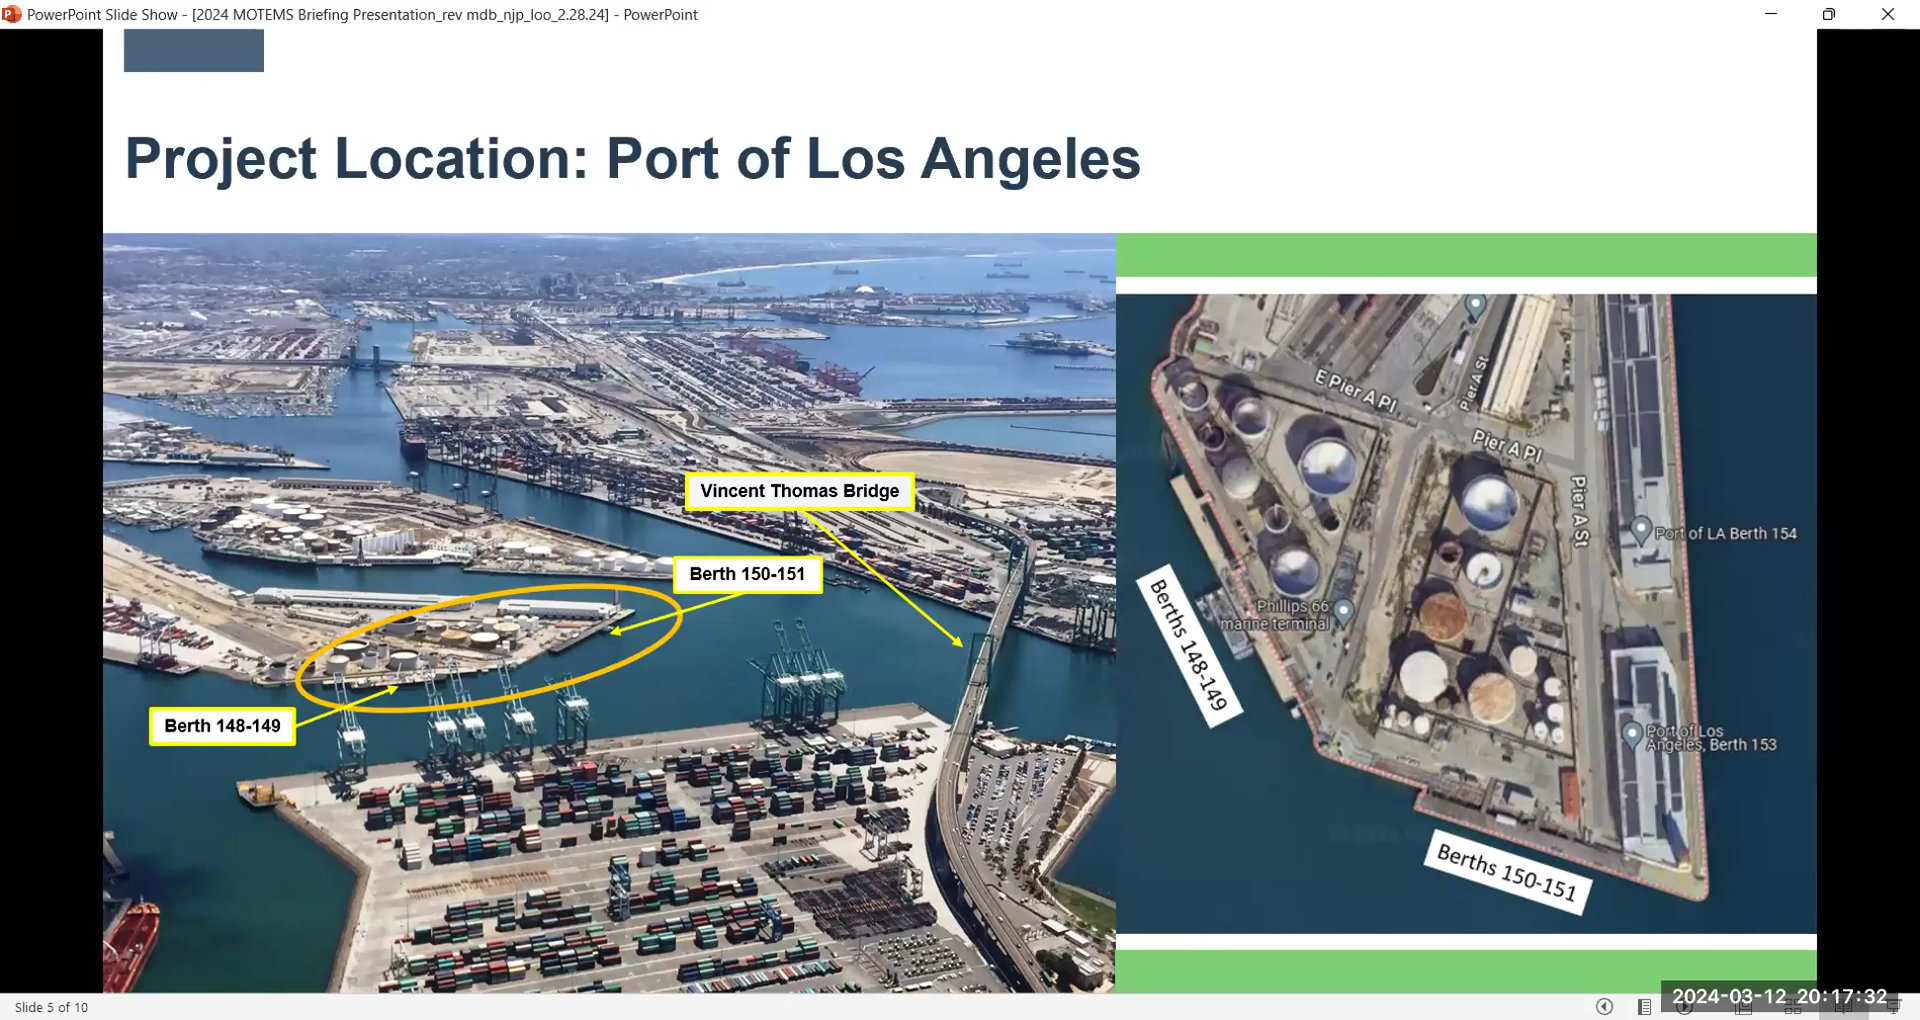 PowerPoint Slide Show - [2024 MOTEMS Briefing Presentation_rev mdb_njp_loo_2.28.24] - PowerPoint
Project Location: Port of Los Angeles
Vincent Thomas Bridge
Berth 150-151
Berth 148-149
E Pier A Pl
Pier A St
Pier A Pl
Pier A St
Port of LA Berth 154
Phillips 66
marine terminal
Berths 148-149
Port of Los
Angeles, Berth 153
Berths 150-151
Slide 5 of 10
2024-03-12 20:17:32